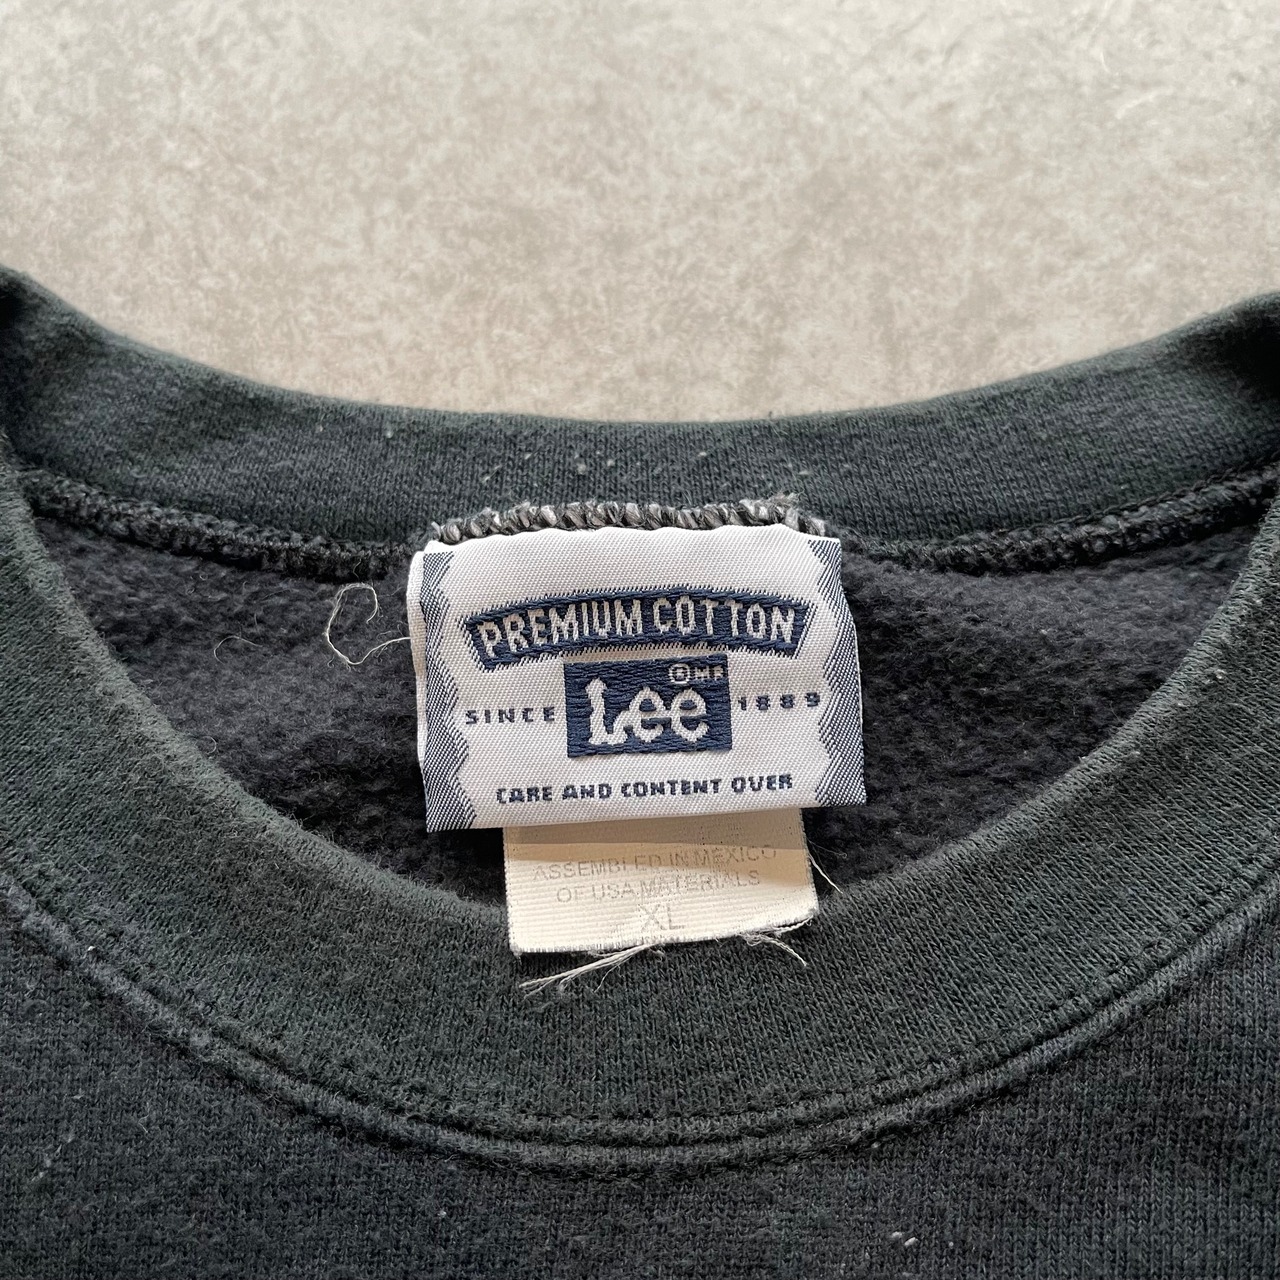 PREMIUM COTTON
® MR
SINCE Lee 1889
CARE AND CONTENT OVER
ASSEMBLED IN MEXICO
OF USA MATERIALS
XL